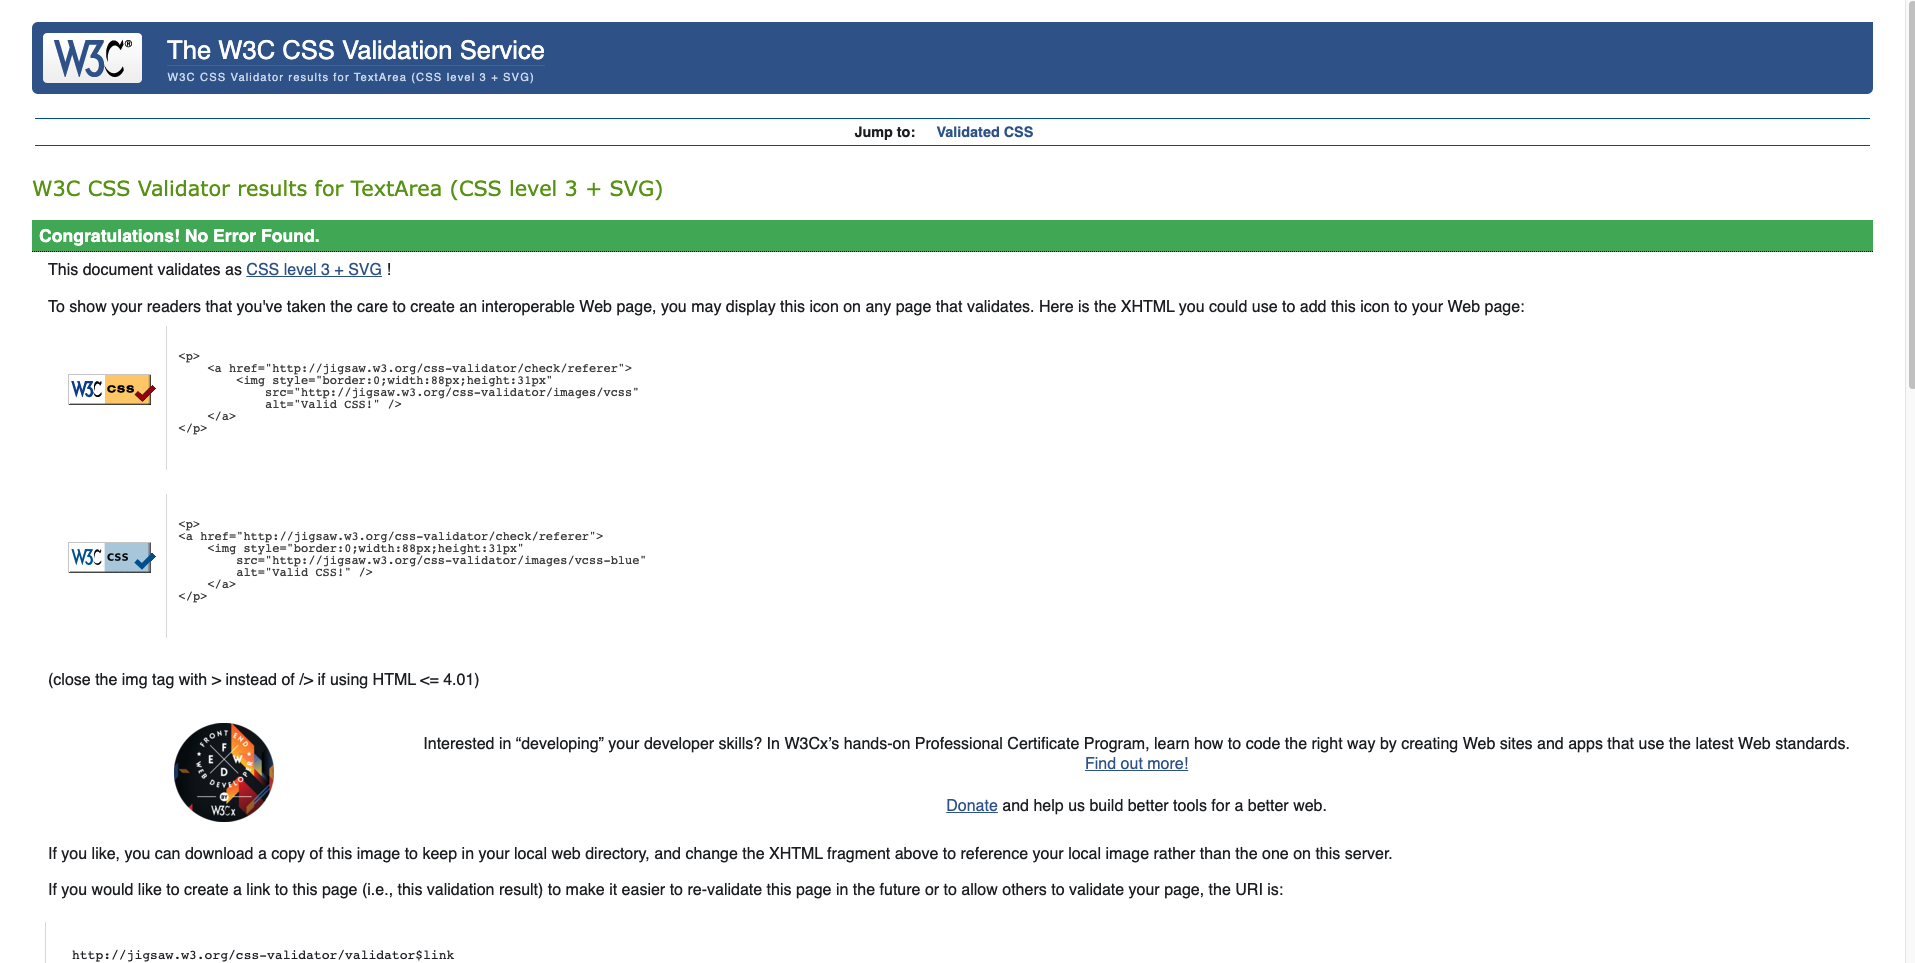 W3C®
The W3C CSS Validation Service
W3C CSS Validator results for TextArea (CSS level 3 + SVG)
Jump to: Validated CSS
W3C CSS Validator results for TextArea (CSS level 3 + SVG)
Congratulations! No Error Found.
This document validates as CSS level 3 + SVG !
To show your readers that you've taken the care to create an interoperable Web page, you may display this icon on any page that validates. Here is the XHTML you could use to add this icon to your Web page:
W3C css
<p>
    <a href="http://jigsaw.w3.org/css-validator/check/referer">
        <img style="border:0;width:88px;height:31px"
            src="http://jigsaw.w3.org/css-validator/images/vcss"
            alt="Valid CSS!" />
    </a>
</p>
W3C css
<p>
<a href="http://jigsaw.w3.org/css-validator/check/referer">
    <img style="border:0;width:88px;height:31px"
        src="http://jigsaw.w3.org/css-validator/images/vcss-blue"
        alt="Valid CSS!" />
    </a>
</p>
(close the img tag with > instead of /> if using HTML <= 4.01)
FRONT END
F
E W
D
WEB DEVELOPER
W3Cx
Interested in “developing” your developer skills? In W3Cx’s hands-on Professional Certificate Program, learn how to code the right way by creating Web sites and apps that use the latest Web standards.
Find out more!
Donate and help us build better tools for a better web.
If you like, you can download a copy of this image to keep in your local web directory, and change the XHTML fragment above to reference your local image rather than the one on this server.
If you would like to create a link to this page (i.e., this validation result) to make it easier to re-validate this page in the future or to allow others to validate your page, the URI is:
http://jigsaw.w3.org/css-validator/validator$link